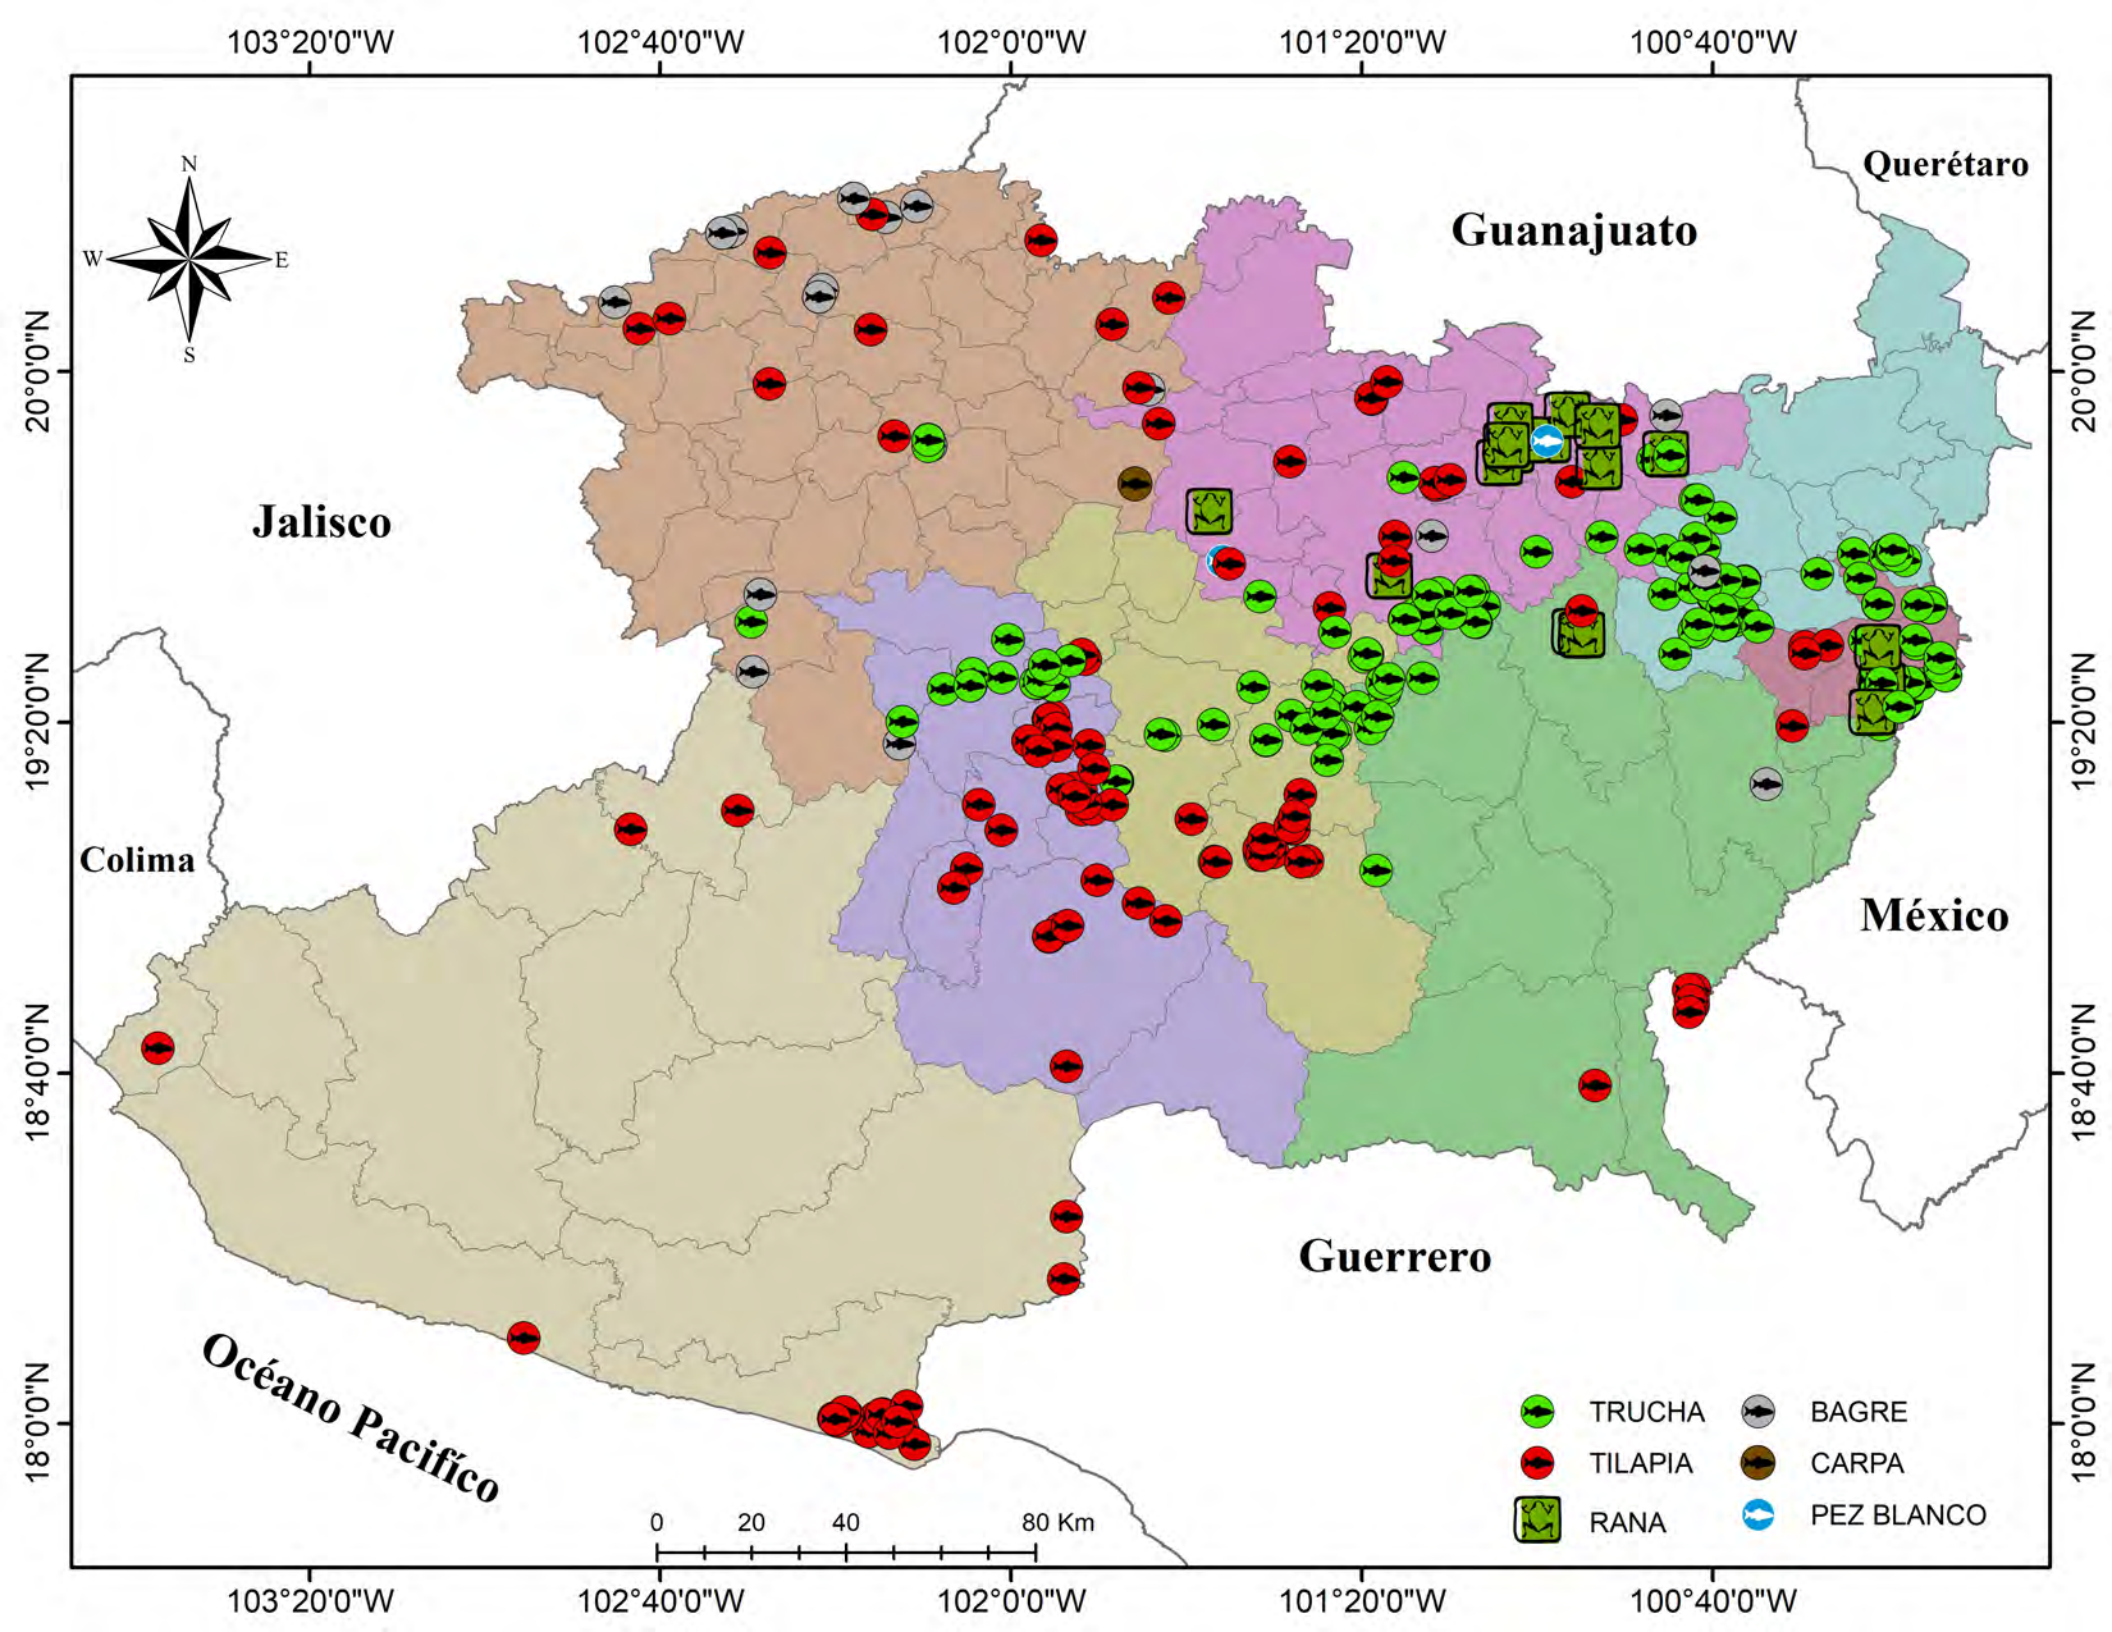 103°20'0"W 102°40'0"W 102°0'0"W 101°20'0"W 100°40'0"W
N
W E
S
Querétaro
Guanajuato
20°0'0"N 20°0'0"N
Jalisco
19°20'0"N 19°20'0"N
Colima
México
18°40'0"N 18°40'0"N
Guerrero
Océano Pacifíco
18°0'0"N 18°0'0"N
TRUCHA BAGRE
TILAPIA CARPA
RANA PEZ BLANCO
0 20 40 80 Km
103°20'0"W 102°40'0"W 102°0'0"W 101°20'0"W 100°40'0"W